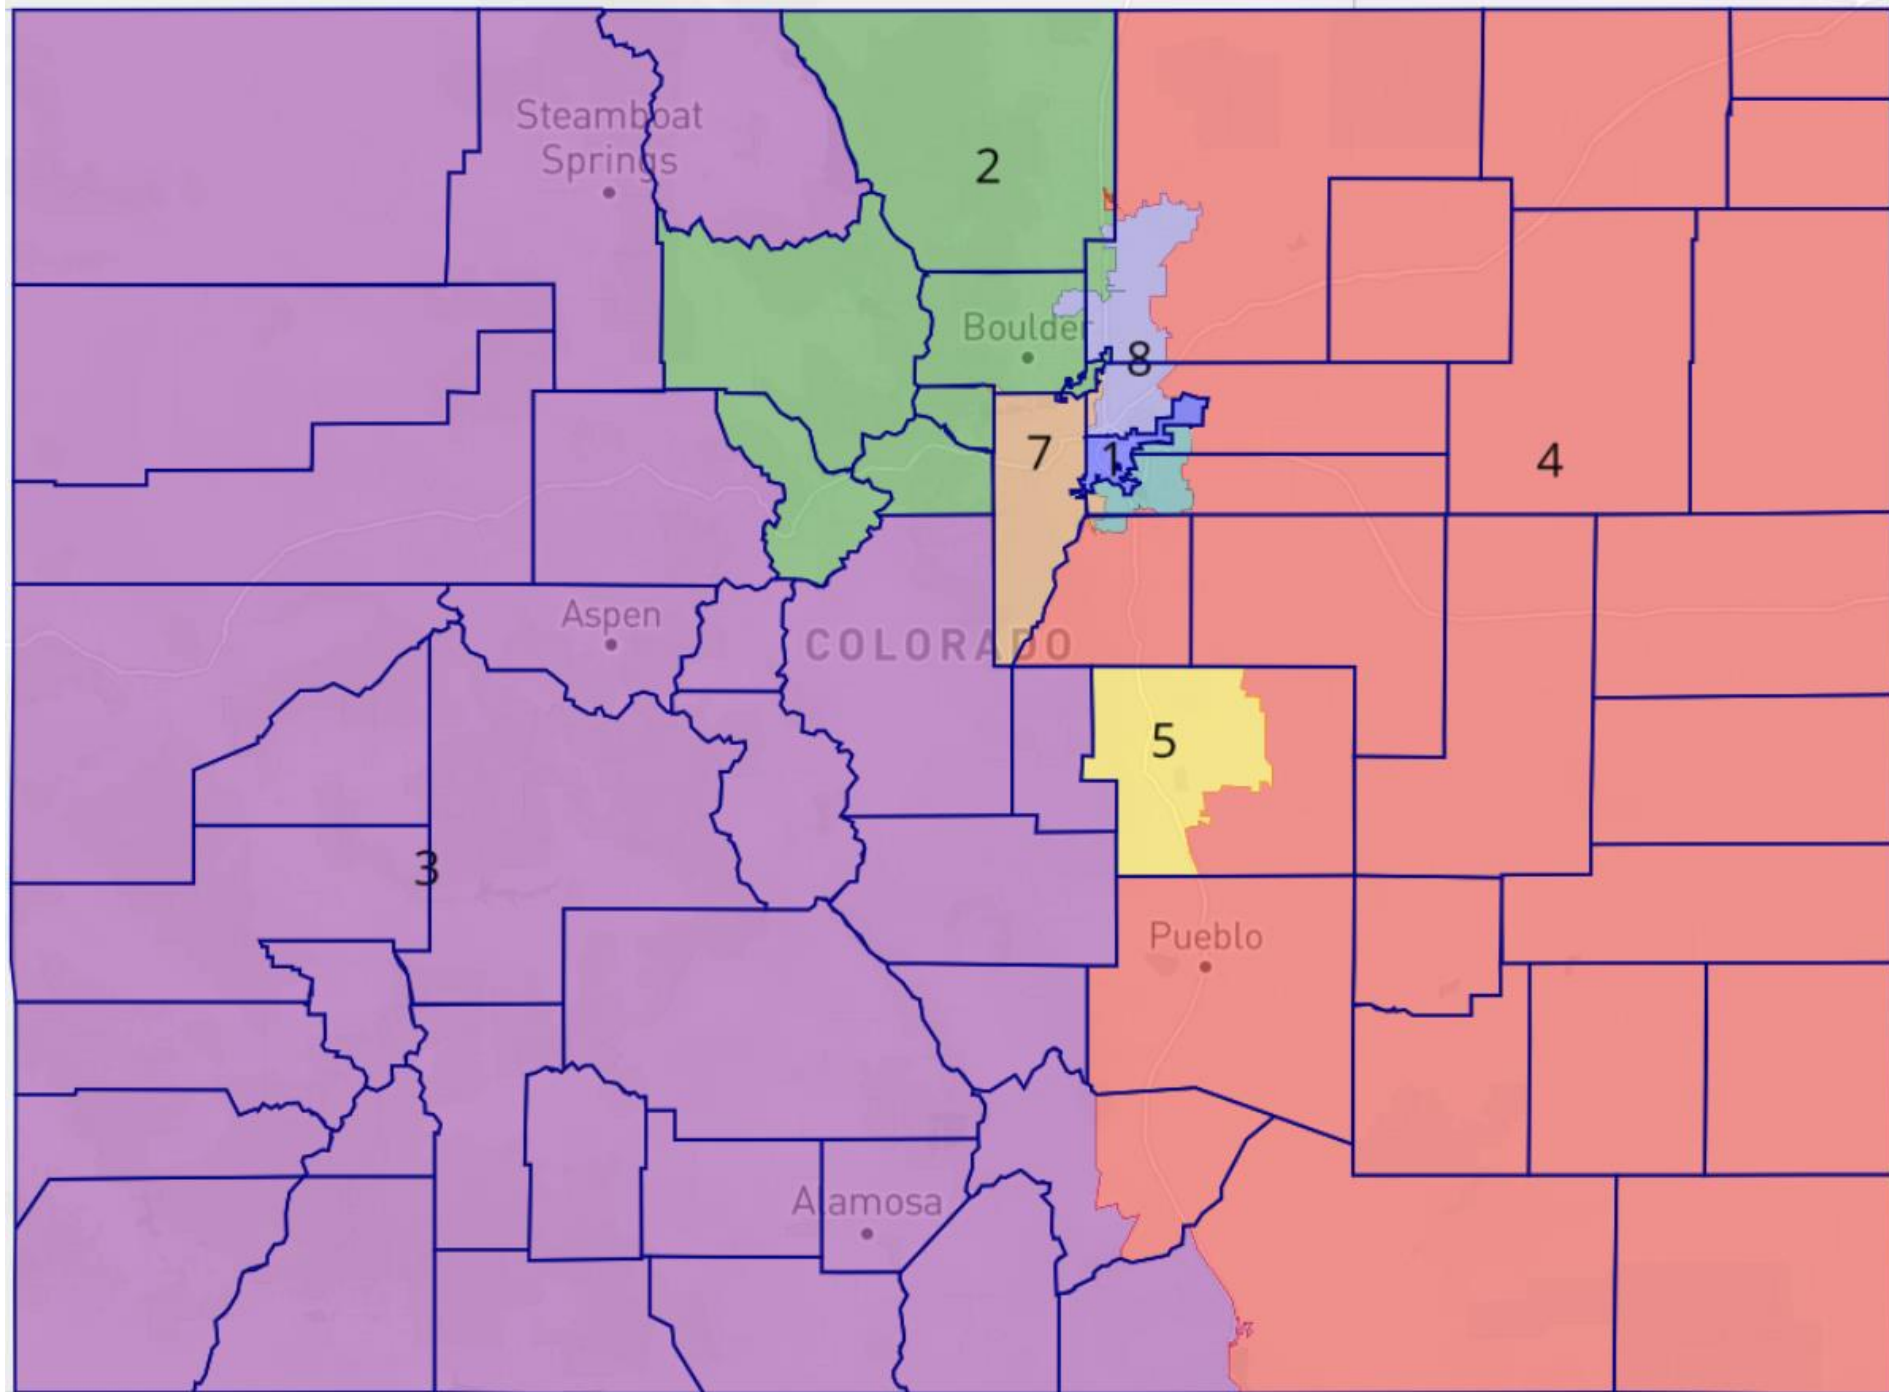 Steamboat
Springs
2
Boulder
8
7
1
4
Aspen
COLORADO
5
3
Pueblo
Alamosa